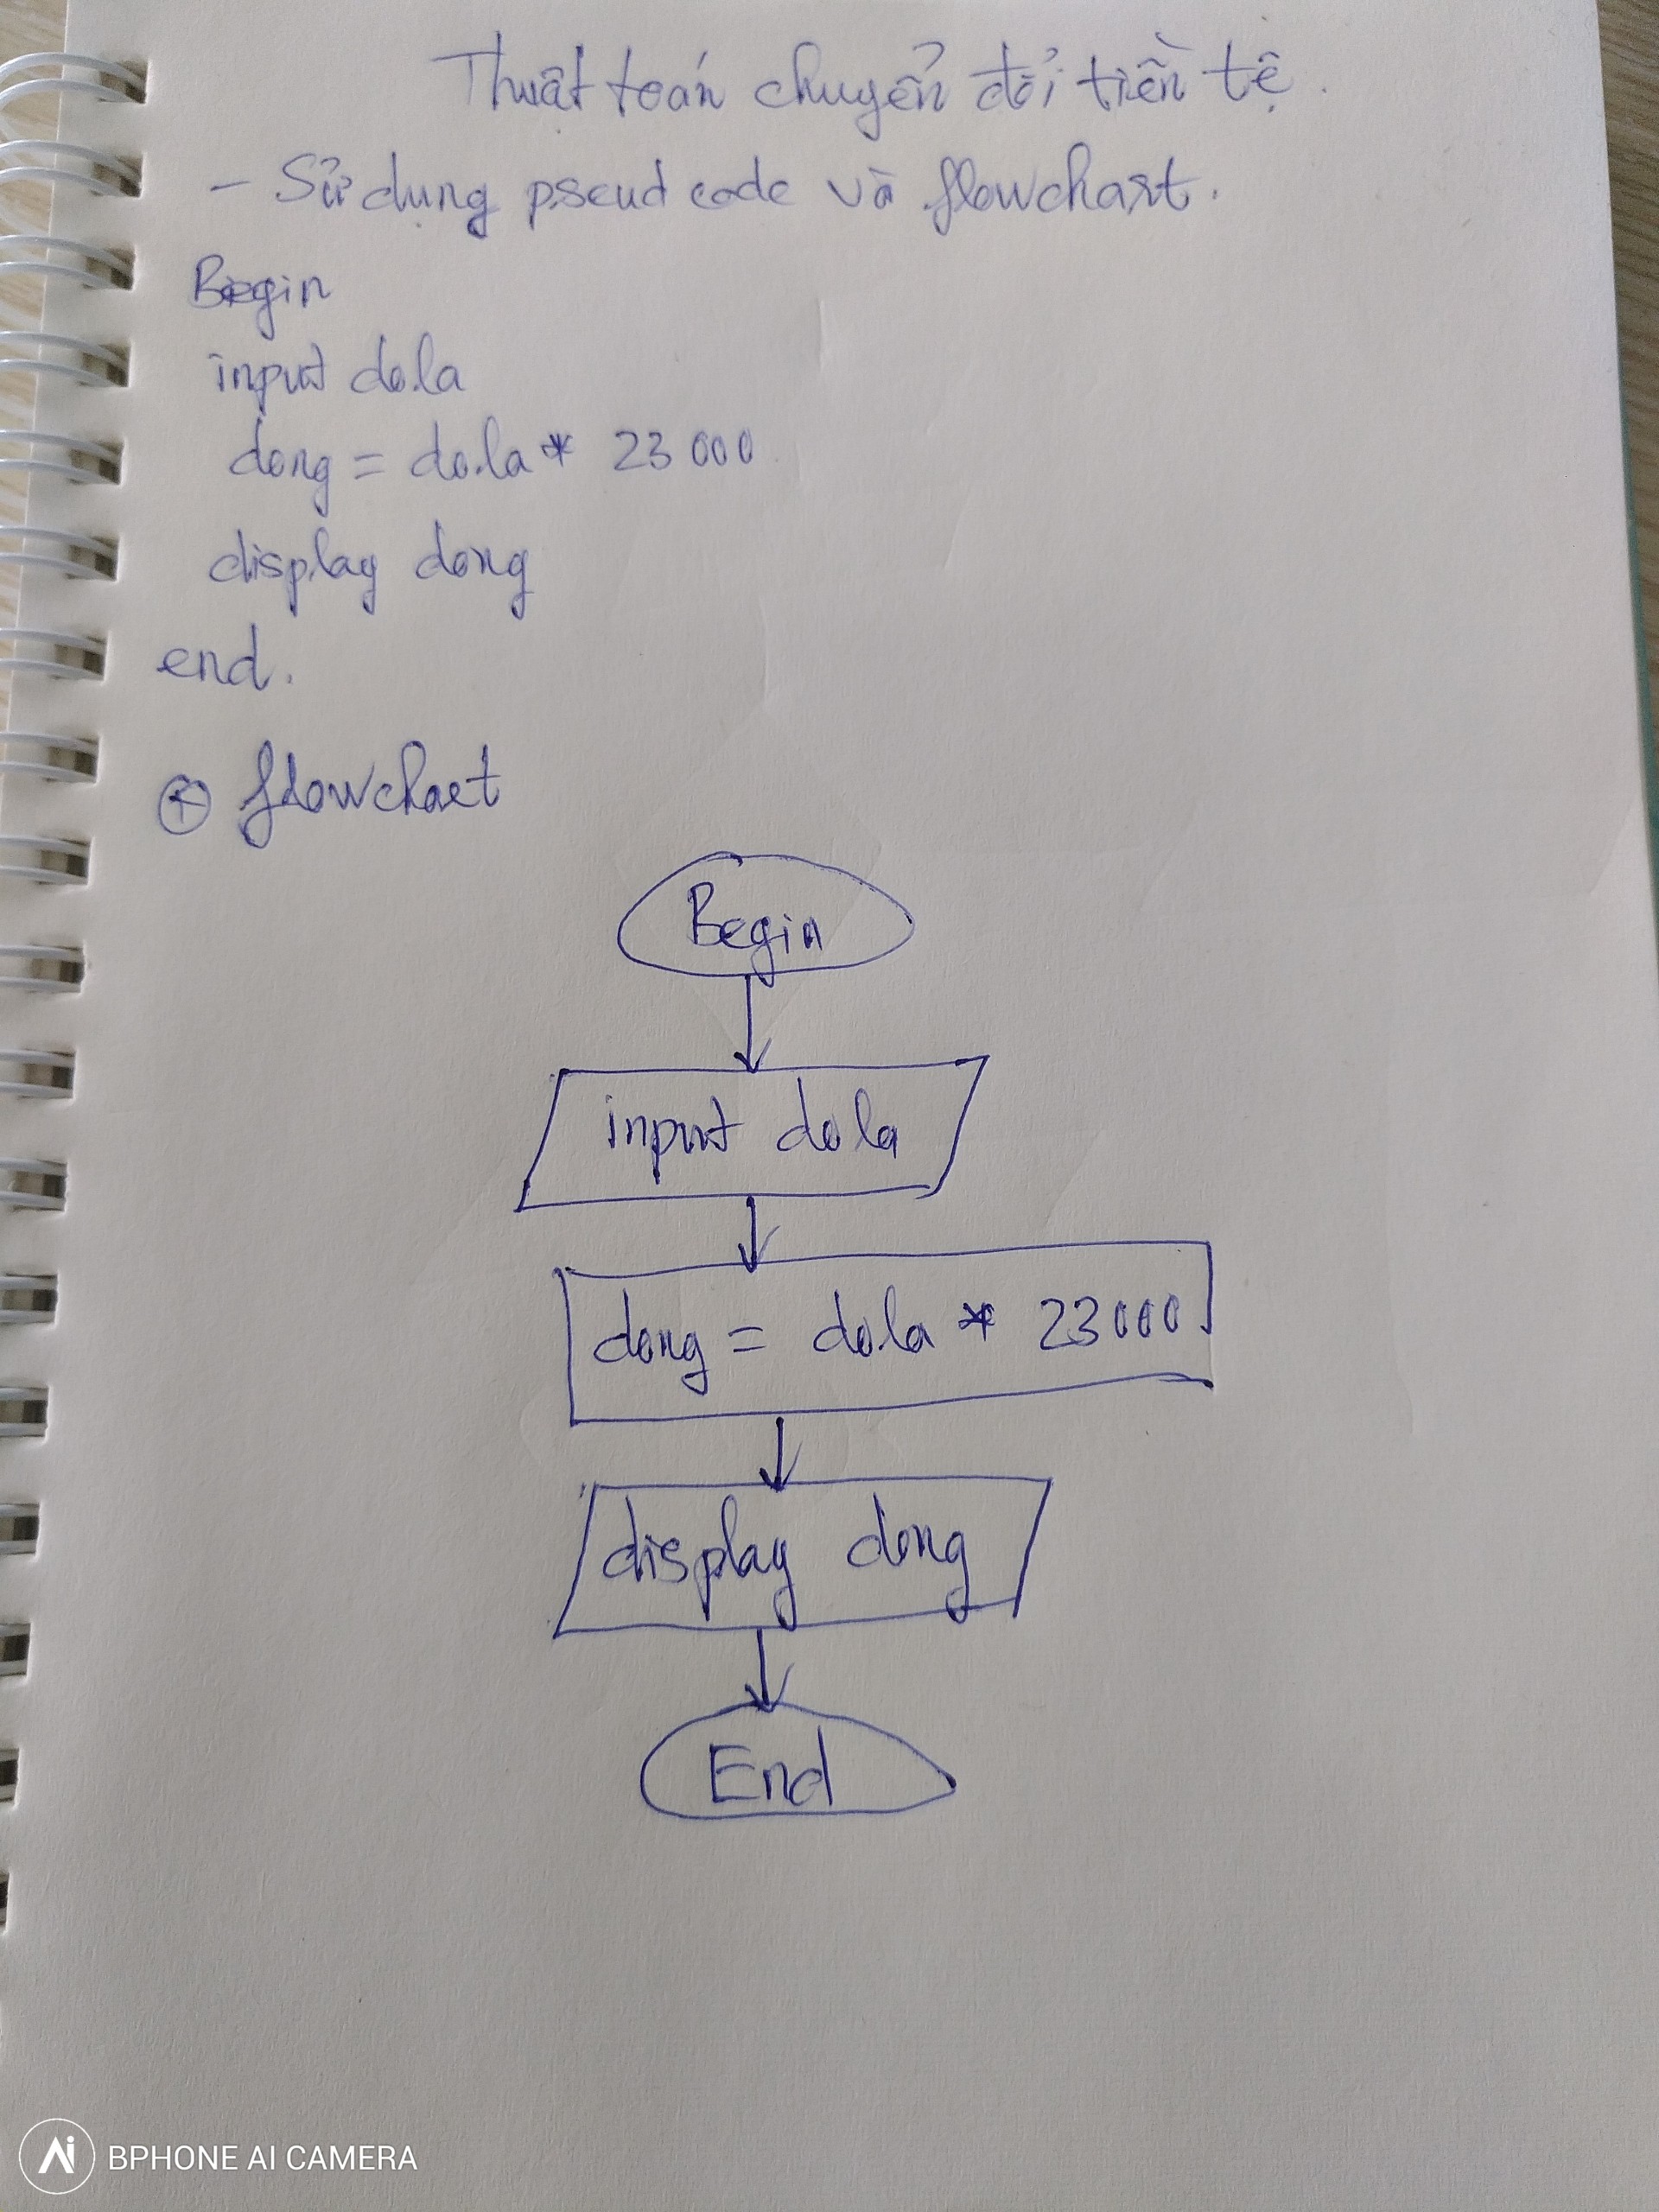 Thuật toán chuyển đổi tiền tệ.
- Sử dụng pseud code và flowchart.
Begin
input dola
dong = dola * 23 000
display dong
end.
⊕ flowchart
Begin
input dola
dong = dola * 23000
display dong
End
Ai BPHONE AI CAMERA